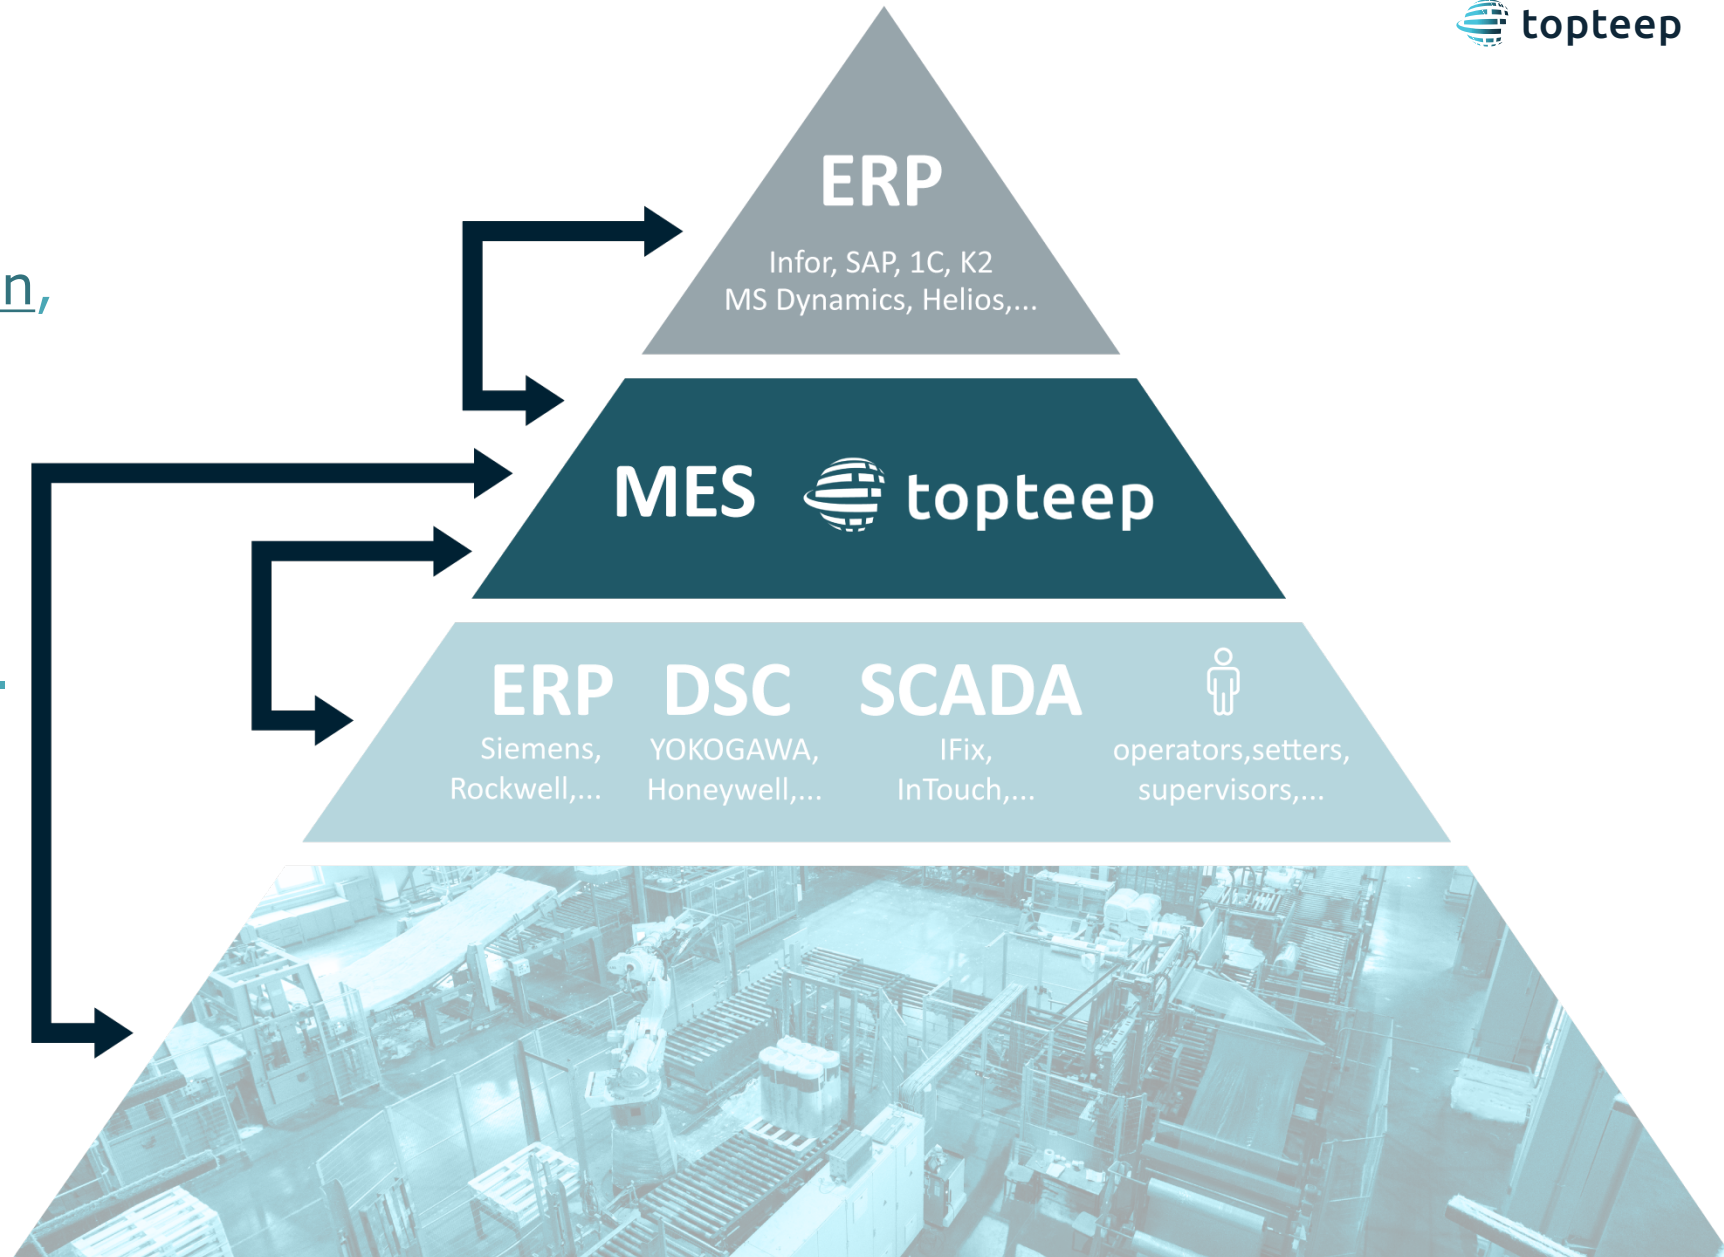 topteep
ERP
Infor, SAP, 1C, K2
MS Dynamics, Helios,...
n,
MES topteep
.
ERP DSC SCADA
Siemens, YOKOGAWA, IFix, operators,setters,
Rockwell,... Honeywell,... InTouch,... supervisors,...